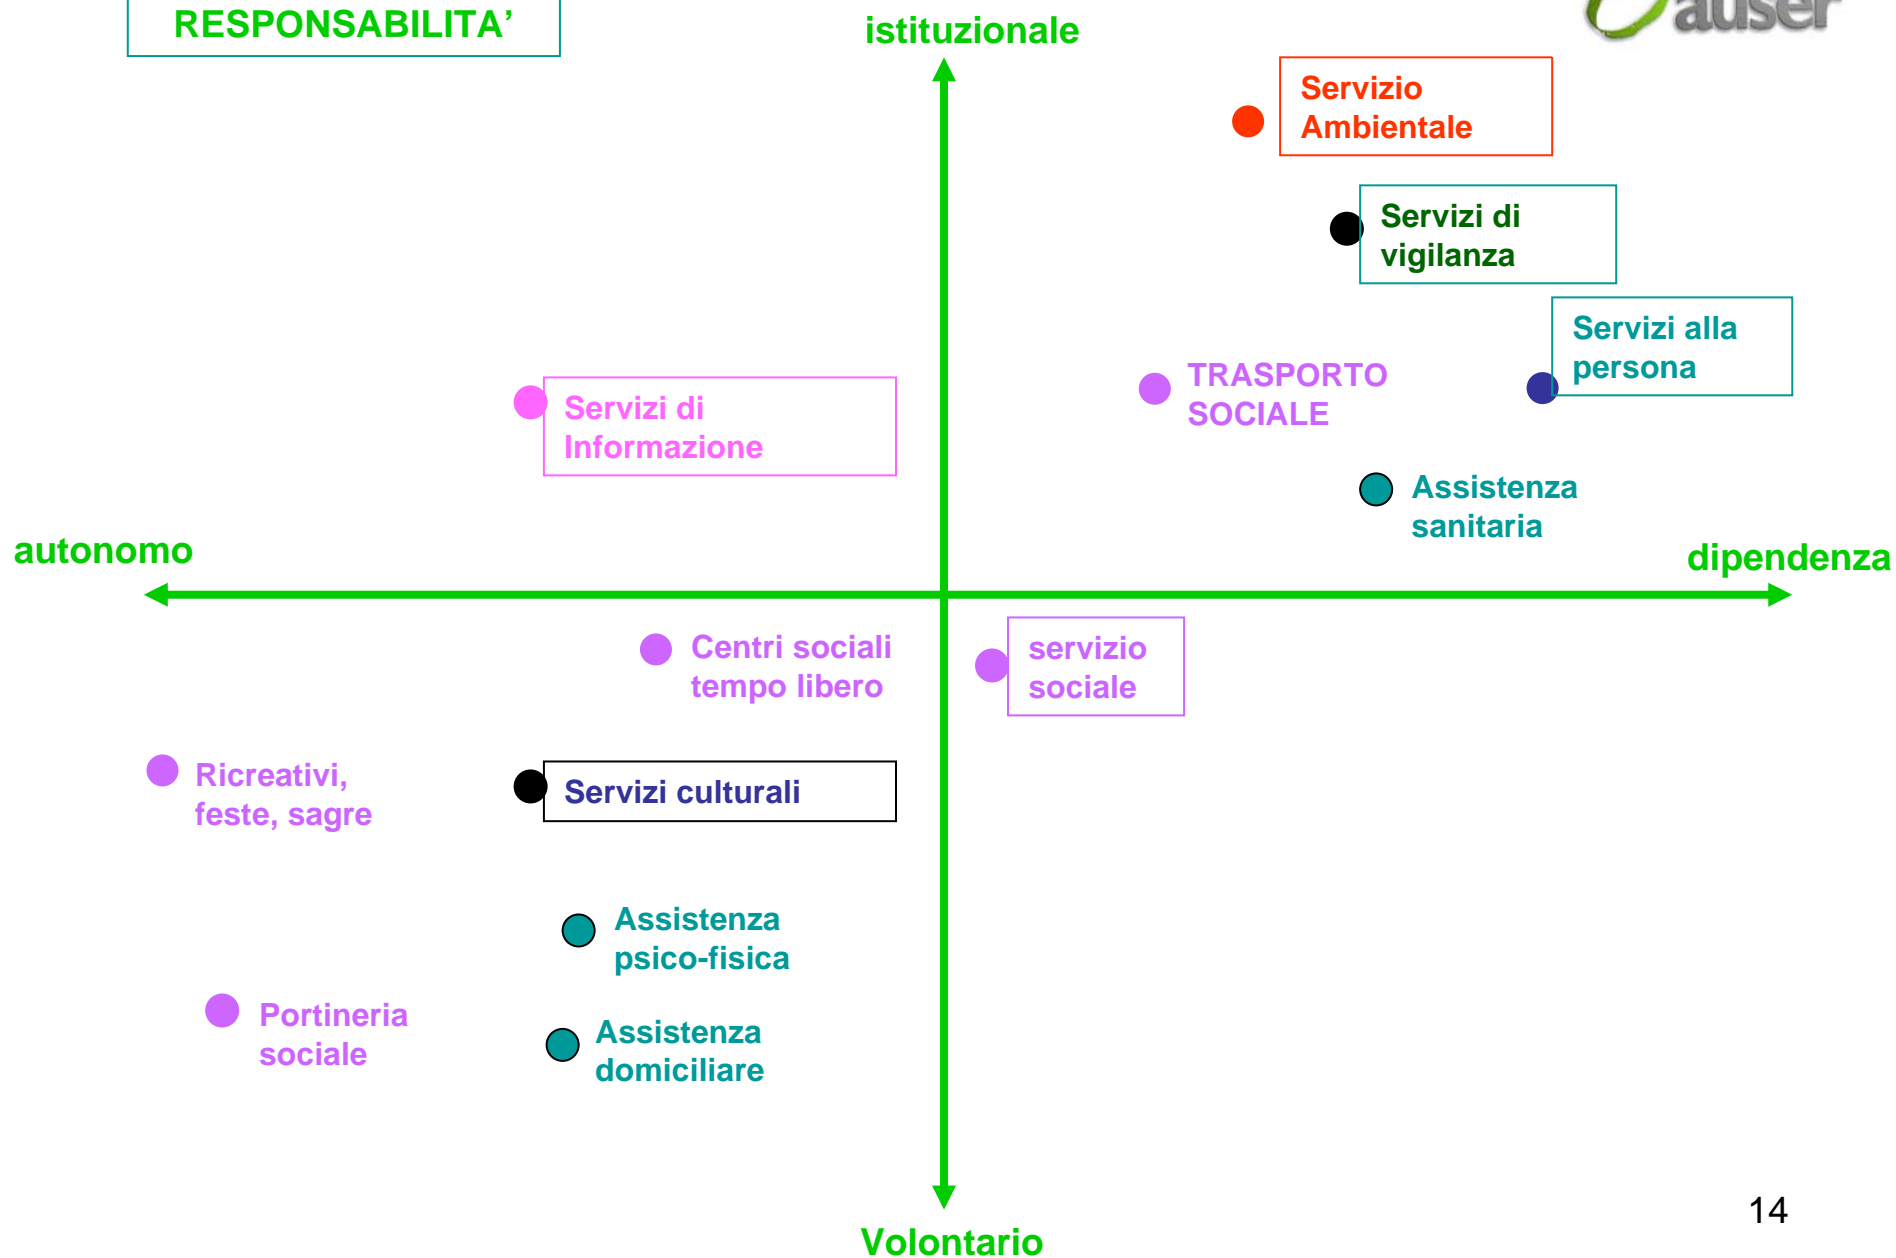 RESPONSABILITA’
istituzionale
auser
Servizio
Ambientale
Servizi di
vigilanza
Servizi alla
persona
TRASPORTO
SOCIALE
Servizi di
Informazione
Assistenza
sanitaria
autonomo
dipendenza
Centri sociali
tempo libero
servizio
sociale
Ricreativi,
feste, sagre
Servizi culturali
Assistenza
psico-fisica
Portineria
sociale
Assistenza
domiciliare
14
Volontario